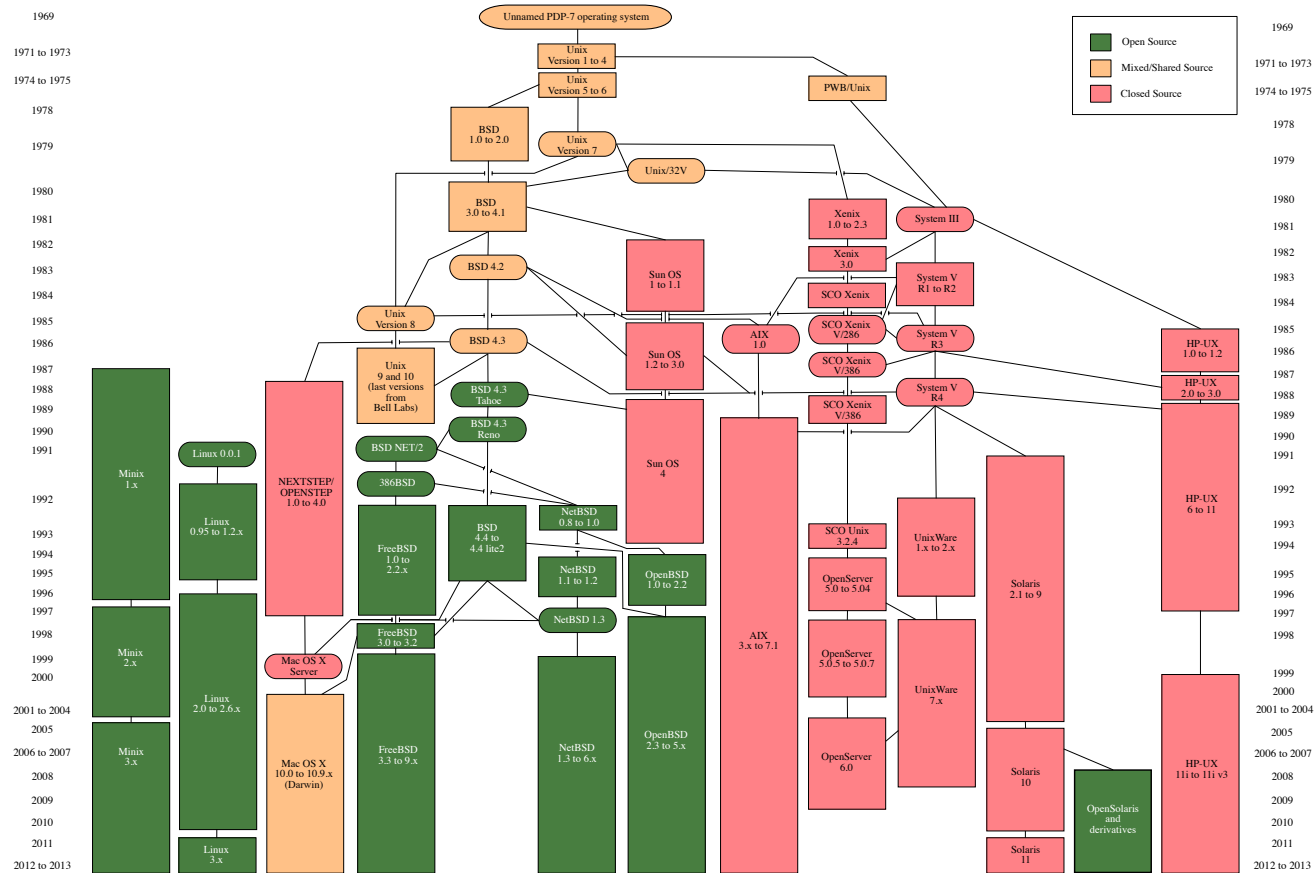 Unnamed PDP-7 operating system
1969
1971 to 1973
1974 to 1975
1978
1979
1980
1981
1982
1983
1984
1985
1986
1987
1988
1989
1990
1991
1992
1993
1994
1995
1996
1997
1998
1999
2000
2001 to 2004
2005
2006 to 2007
2008
2009
2010
2011
2012 to 2013
Minix
1.x
Minix
2.x
Minix
3.x
Linux 0.0.1
Linux
0.95 to 1.2.x
Linux
2.0 to 2.6.x
Linux
3.x
NEXTSTEP/
OPENSTEP
1.0 to 4.0
Mac OS X
Server
Mac OS X
10.0 to 10.9.x
(Darwin)
Unix
Version 8
Unix
9 and 10
(last versions
from
Bell Labs)
BSD NET/2
386BSD
FreeBSD
1.0 to
2.2.x
FreeBSD
3.0 to 3.2
FreeBSD
3.3 to 9.x
BSD
1.0 to 2.0
BSD
3.0 to 4.1
BSD 4.2
BSD 4.3
BSD 4.3
Tahoe
BSD 4.3
Reno
BSD
4.4 to
4.4 lite2
Unix
Version 1 to 4
Unix
Version 5 to 6
Unix
Version 7
NetBSD
0.8 to 1.0
NetBSD
1.1 to 1.2
NetBSD 1.3
NetBSD
1.3 to 6.x
Unix/32V
Sun OS
1 to 1.1
Sun OS
1.2 to 3.0
Sun OS
4
OpenBSD
1.0 to 2.2
OpenBSD
2.3 to 5.x
AIX
1.0
AIX
3.x to 7.1
PWB/Unix
Xenix
1.0 to 2.3
Xenix
3.0
SCO Xenix
SCO Xenix
V/286
SCO Xenix
V/386
SCO Xenix
V/386
SCO Unix
3.2.4
OpenServer
5.0 to 5.04
OpenServer
5.0.5 to 5.0.7
OpenServer
6.0
System III
System V
R1 to R2
System V
R3
System V
R4
UnixWare
1.x to 2.x
UnixWare
7.x
Solaris
2.1 to 9
Solaris
10
Solaris
11
OpenSolaris
and
derivatives
HP-UX
1.0 to 1.2
HP-UX
2.0 to 3.0
HP-UX
6 to 11
HP-UX
11i to 11i v3
Open Source
Mixed/Shared Source
Closed Source
1969
1971 to 1973
1974 to 1975
1978
1979
1980
1981
1982
1983
1984
1985
1986
1987
1988
1989
1990
1991
1992
1993
1994
1995
1996
1997
1998
1999
2000
2001 to 2004
2005
2006 to 2007
2008
2009
2010
2011
2012 to 2013